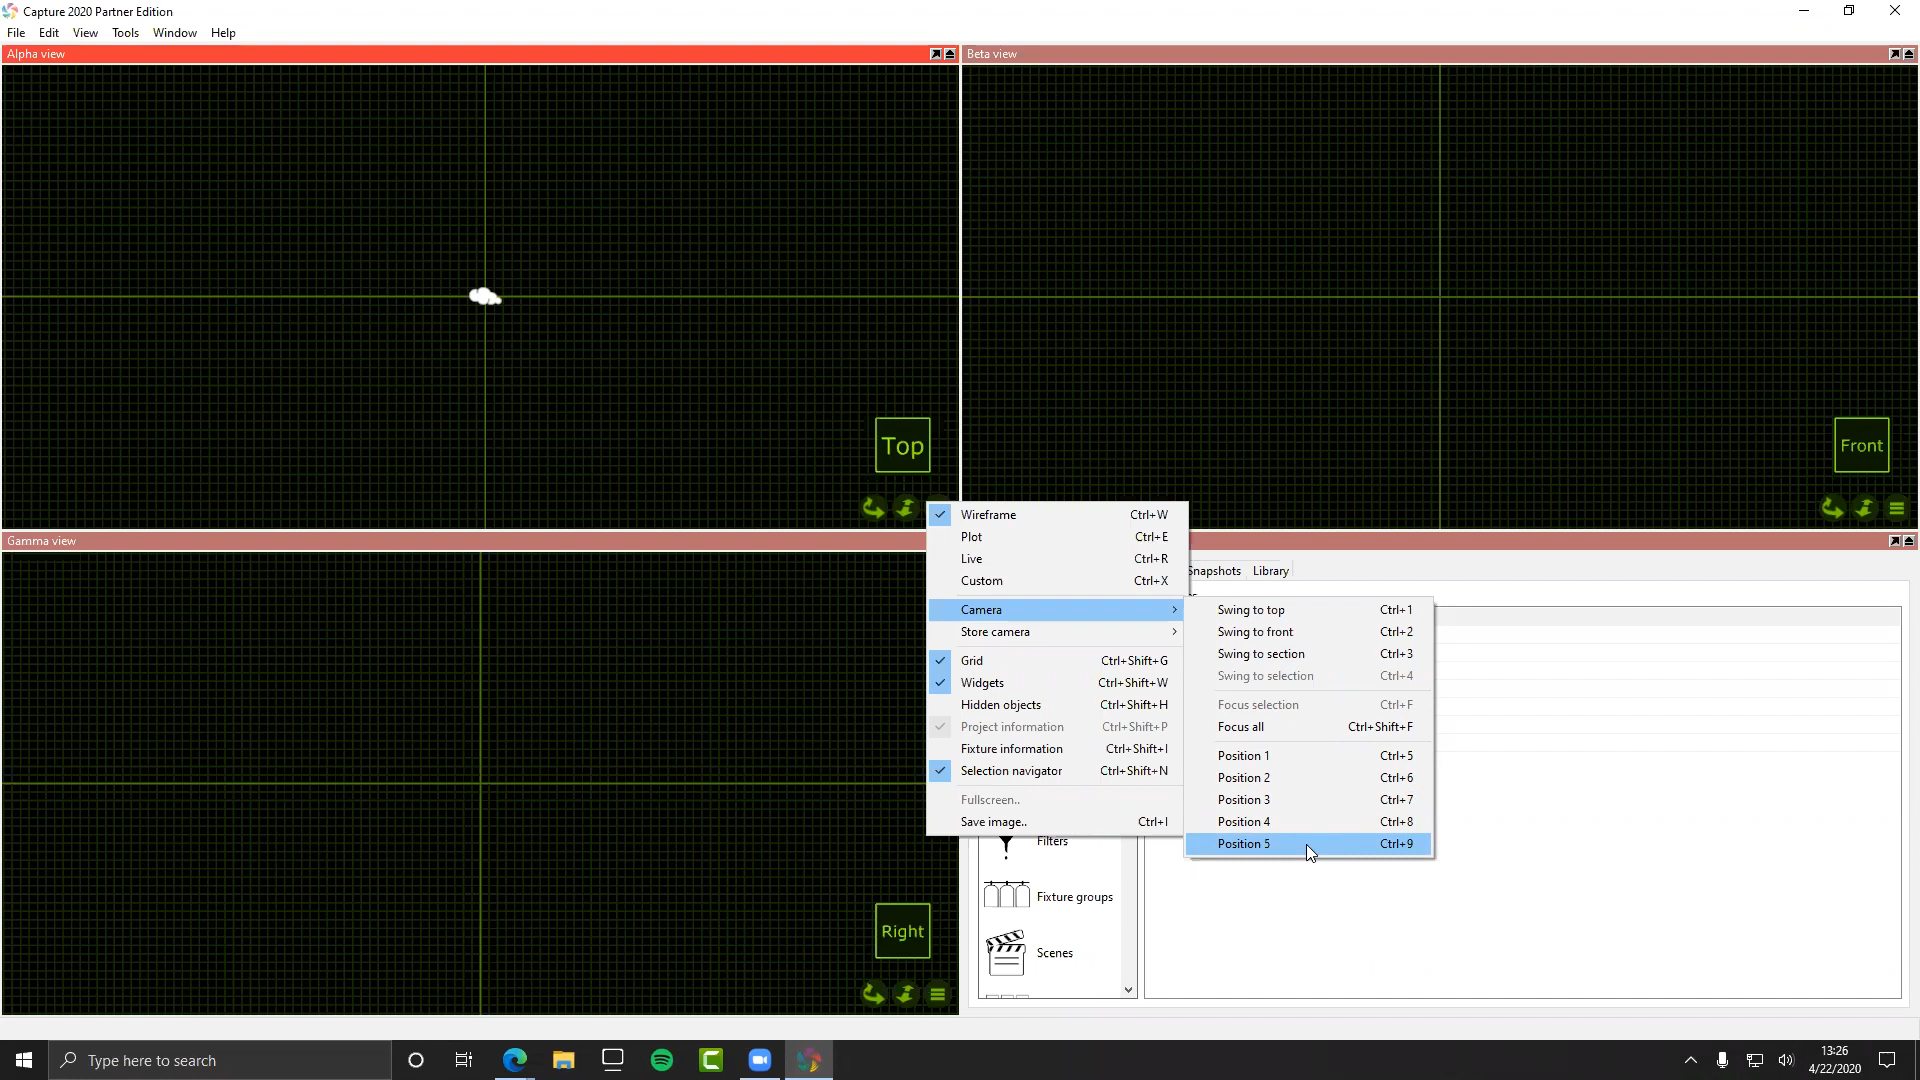 Capture 2020 Partner Edition
File Edit View Tools Window Help
Alpha view
Beta view
Top
Front
Gamma view
Right
Snapshots Library
Wireframe Ctrl+W
Plot Ctrl+E
Live Ctrl+R
Custom Ctrl+X
Camera
Store camera
Grid Ctrl+Shift+G
Widgets Ctrl+Shift+W
Hidden objects Ctrl+Shift+H
Project information Ctrl+Shift+P
Fixture information Ctrl+Shift+I
Selection navigator Ctrl+Shift+N
Fullscreen..
Save image.. Ctrl+I
Swing to top Ctrl+1
Swing to front Ctrl+2
Swing to section Ctrl+3
Swing to selection Ctrl+4
Focus selection Ctrl+F
Focus all Ctrl+Shift+F
Position 1 Ctrl+5
Position 2 Ctrl+6
Position 3 Ctrl+7
Position 4 Ctrl+8
Position 5 Ctrl+9
Filters
Fixture groups
Scenes
Type here to search
13:26
4/22/2020